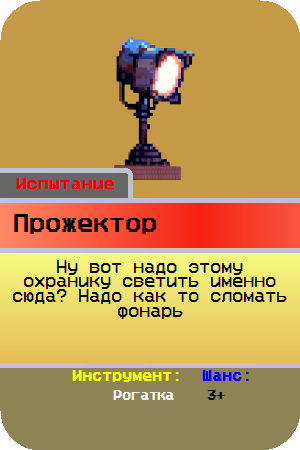 Испытание
Прожектор
Ну вот надо этому
охранику светить именно
сюда? Надо как то сломать
фонарь
Инструмент: Шанс:
Рогатка 3+